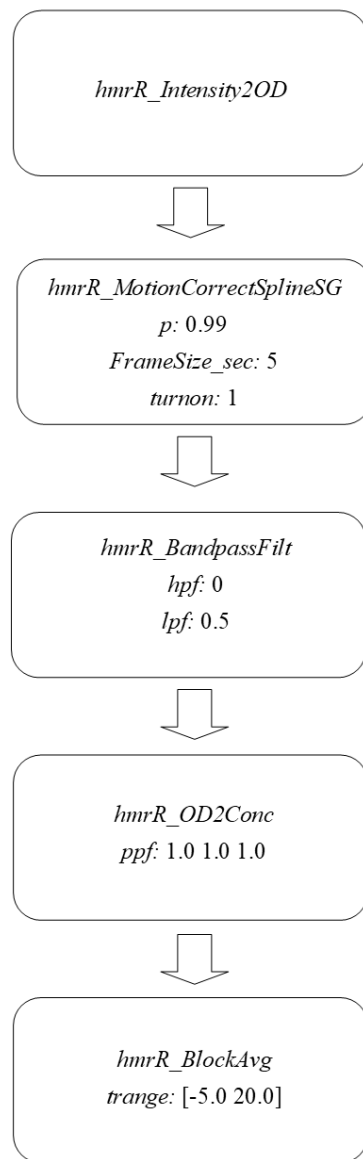 hmrR_Intensity2OD
hmrR_MotionCorrectSplineSG
p: 0.99
FrameSize_sec: 5
turnon: 1
hmrR_BandpassFilt
hpf: 0
lpf: 0.5
hmrR_OD2Conc
ppf: 1.0 1.0 1.0
hmrR_BlockAvg
trange: [-5.0 20.0]